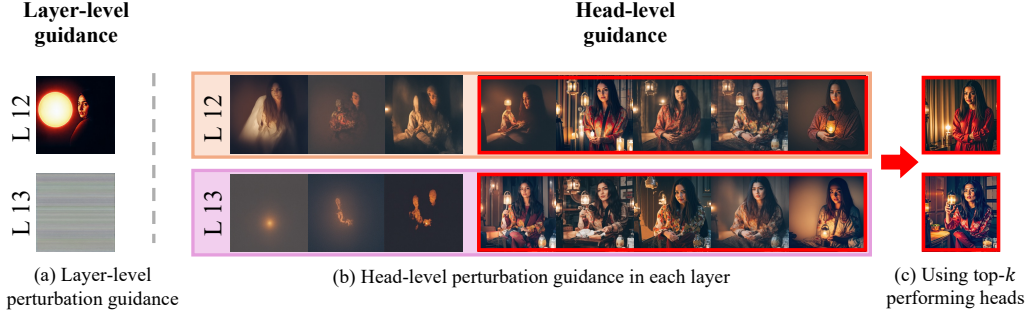 Layer-level
guidance
Head-level
guidance
L 12
L 13
L 12
L 13
(a) Layer-level
perturbation guidance
(b) Head-level perturbation guidance in each layer
(c) Using top-k
performing heads